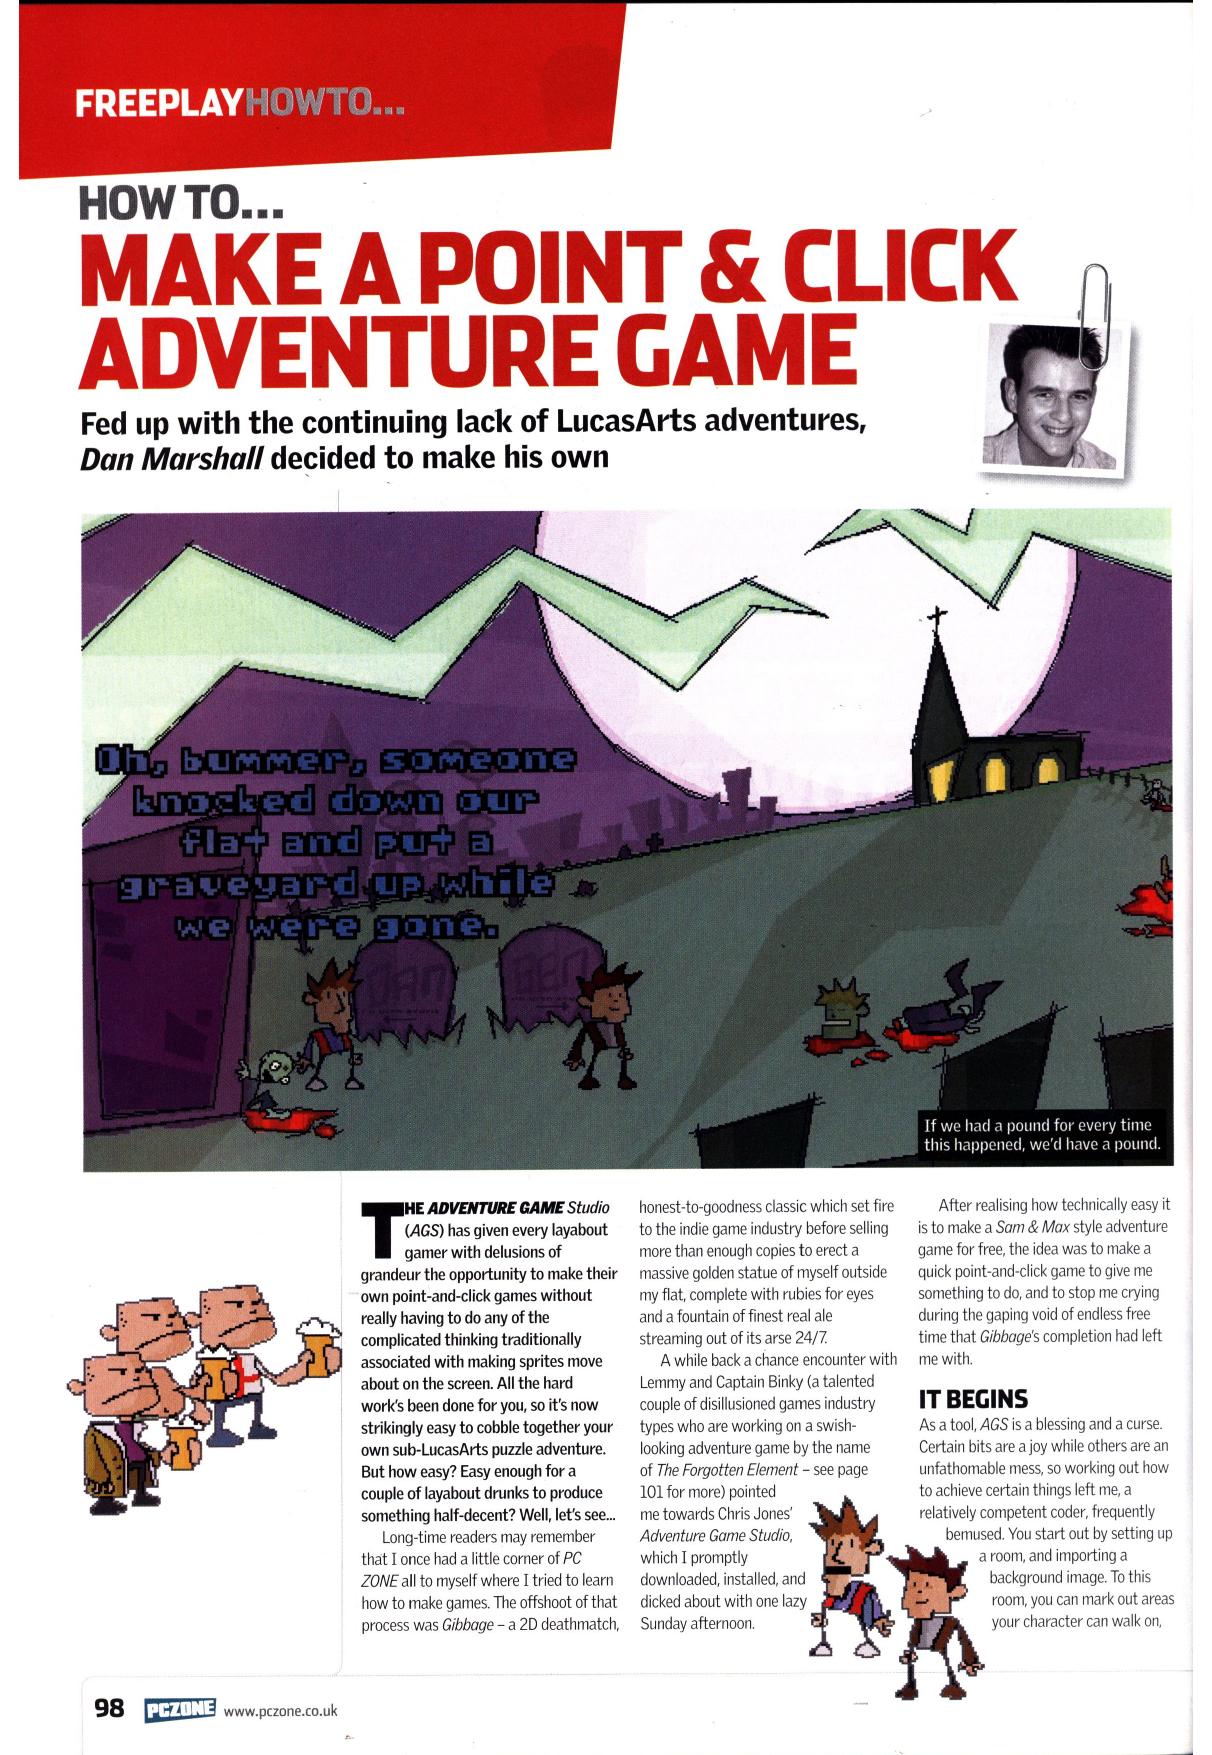 FREEPLAYHOWTO...
HOW TO...
MAKE A POINT & CLICK
ADVENTURE GAME
Fed up with the continuing lack of LucasArts adventures,
Dan Marshall decided to make his own
Oh, bummer, someone
knocked down our
flat and put a
graveyard up while
we were gone.
DAN
BEN
If we had a pound for every time
this happened, we'd have a pound.
THE ADVENTURE GAME Studio
(AGS) has given every layabout
gamer with delusions of
grandeur the opportunity to make their
own point-and-click games without
really having to do any of the
complicated thinking traditionally
associated with making sprites move
about on the screen. All the hard
work's been done for you, so it's now
strikingly easy to cobble together your
own sub-LucasArts puzzle adventure.
But how easy? Easy enough for a
couple of layabout drunks to produce
something half-decent? Well, let's see...
Long-time readers may remember
that I once had a little corner of PC
ZONE all to myself where I tried to learn
how to make games. The offshoot of that
process was Gibbage – a 2D deathmatch,
honest-to-goodness classic which set fire
to the indie game industry before selling
more than enough copies to erect a
massive golden statue of myself outside
my flat, complete with rubies for eyes
and a fountain of finest real ale
streaming out of its arse 24/7.
A while back a chance encounter with
Lemmy and Captain Binky (a talented
couple of disillusioned games industry
types who are working on a swish-
looking adventure game by the name
of The Forgotten Element – see page
101 for more) pointed
me towards Chris Jones'
Adventure Game Studio,
which I promptly
downloaded, installed, and
dicked about with one lazy
Sunday afternoon.
After realising how technically easy it
is to make a Sam & Max style adventure
game for free, the idea was to make a
quick point-and-click game to give me
something to do, and to stop me crying
during the gaping void of endless free
time that Gibbage's completion had left
me with.
IT BEGINS
As a tool, AGS is a blessing and a curse.
Certain bits are a joy while others are an
unfathomable mess, so working out how
to achieve certain things left me, a
relatively competent coder, frequently
bemused. You start out by setting up
a room, and importing a
background image. To this
room, you can mark out areas
your character can walk on,
98 PCZONE www.pczone.co.uk